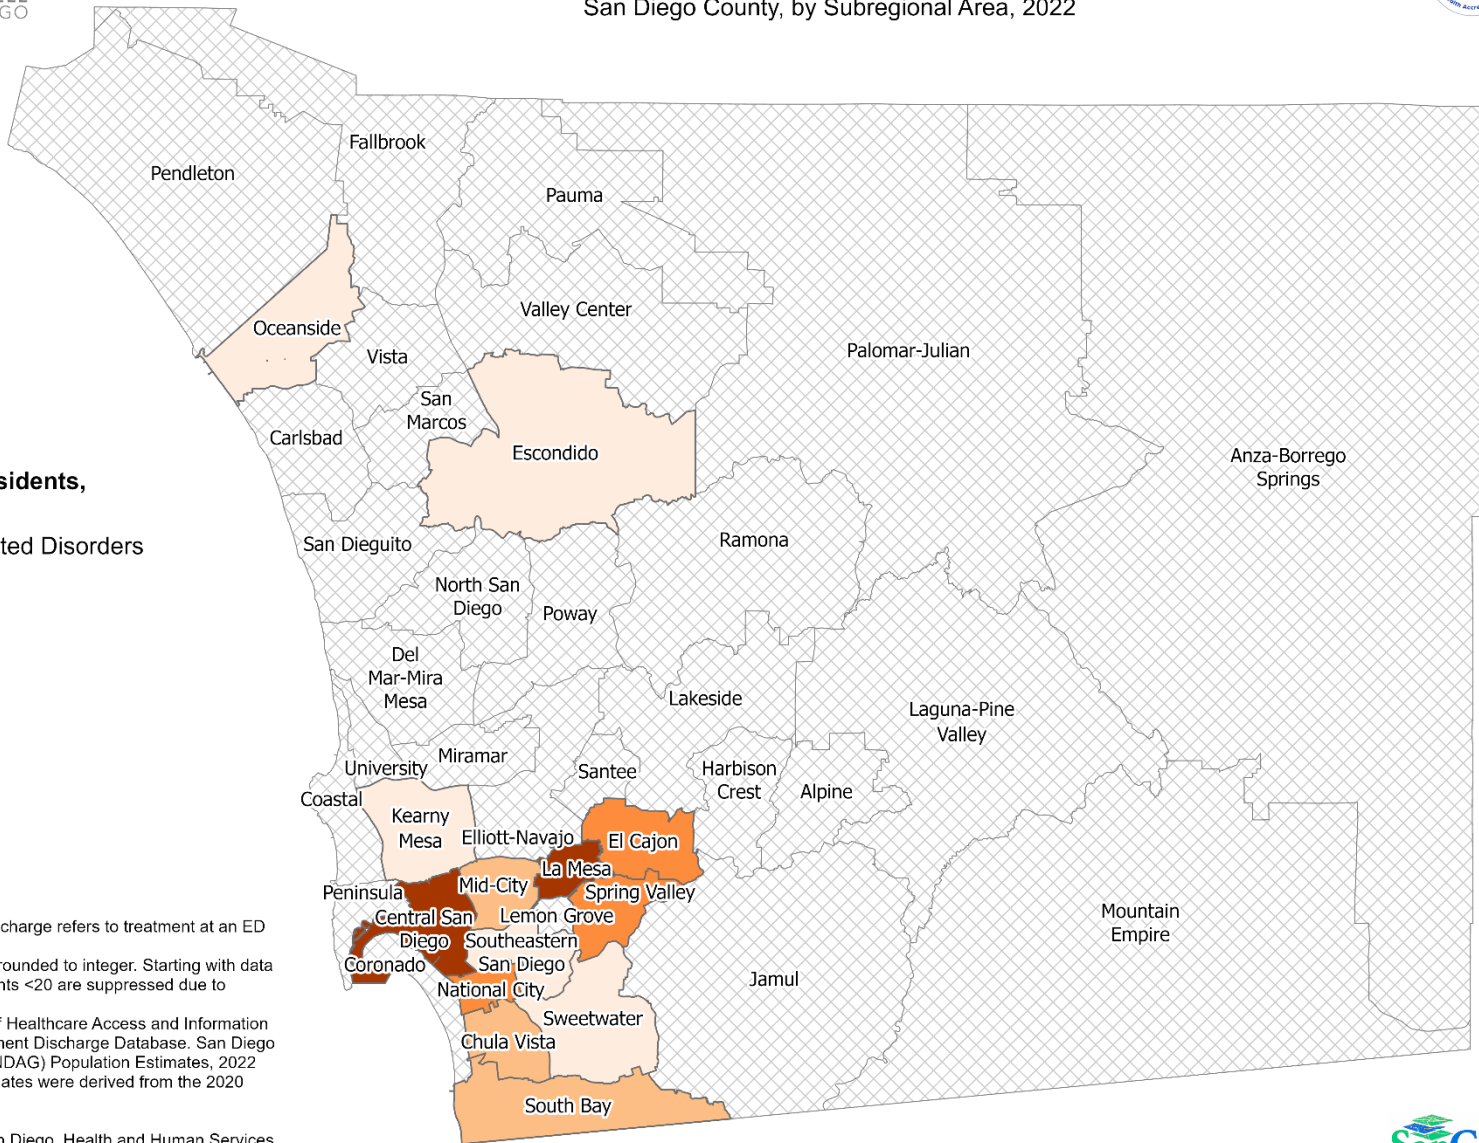 GO
San Diego County, by Subregional Area, 2022
Pendleton
Fallbrook
Pauma
Oceanside
Vista
Valley Center
Palomar-Julian
San
Marcos
Carlsbad
Escondido
Anza-Borrego
Springs
sidents,
ted Disorders
San Dieguito
Ramona
North San
Diego
Poway
Del
Mar-Mira
Mesa
Lakeside
Laguna-Pine
Valley
Miramar
University
Santee
Harbison
Crest
Alpine
Coastal
Kearny
Mesa
Elliott-Navajo
El Cajon
La Mesa
Peninsula
Mid-City
Spring Valley
Central San
Diego
Lemon Grove
Southeastern
San Diego
Coronado
National City
Jamul
Mountain
Empire
Sweetwater
Chula Vista
South Bay
charge refers to treatment at an ED
rounded to integer. Starting with data
nts <20 are suppressed due to
f Healthcare Access and Information
nent Discharge Database. San Diego
NDAG) Population Estimates, 2022
ates were derived from the 2020
n Diego, Health and Human Services